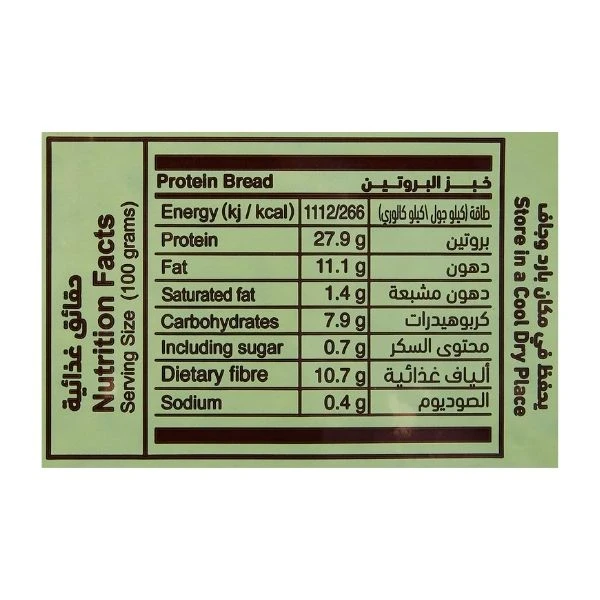 حقائق غذائية
Nutrition Facts
Serving Size (100 grams)
Protein Bread خبز البروتين
Energy (kj / kcal) 1112/266 طاقة (كيلو جول \ كيلو كالوري)
Protein 27.9 g بروتين
Fat 11.1 g دهون
Saturated fat 1.4 g دهون مشبعة
Carbohydrates 7.9 g كربوهيدرات
Including sugar 0.7 g محتوى السكر
Dietary fibre 10.7 g ألياف غذائية
Sodium 0.4 g الصوديوم
يحفظ في مكان بارد وجاف
Store in a Cool Dry Place